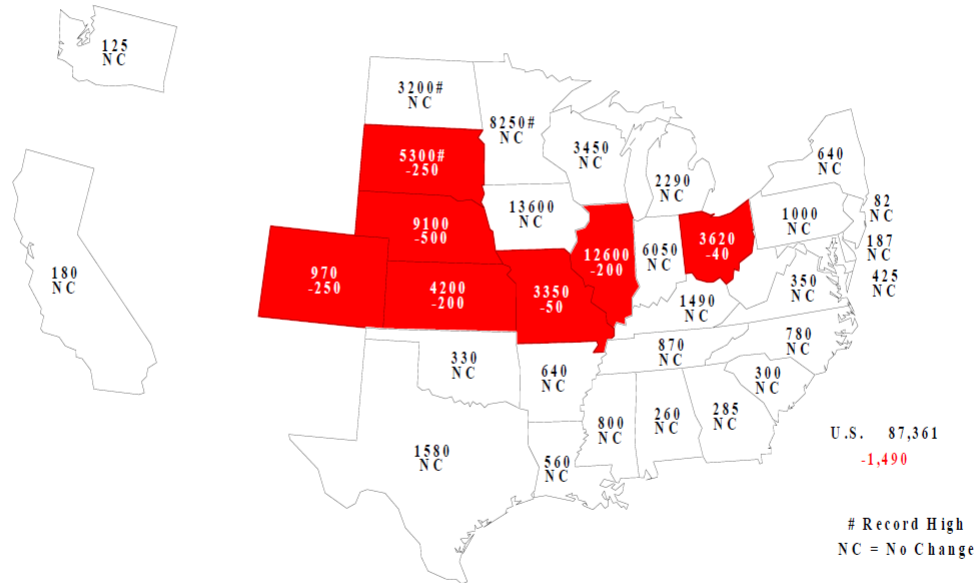 125
NC
3200#
NC
8250#
NC
5300#
-250
3450
NC
2290
NC
640
NC
82
NC
187
NC
425
NC
1000
NC
9100
-500
13600
NC
12600
-200
6050
NC
3620
-40
350
NC
180
NC
970
-250
4200
-200
3350
-50
1490
NC
780
NC
870
NC
330
NC
640
NC
300
NC
800
NC
260
NC
285
NC
1580
NC
560
NC
U.S. 87,361
-1,490
# Record High
NC = No Change